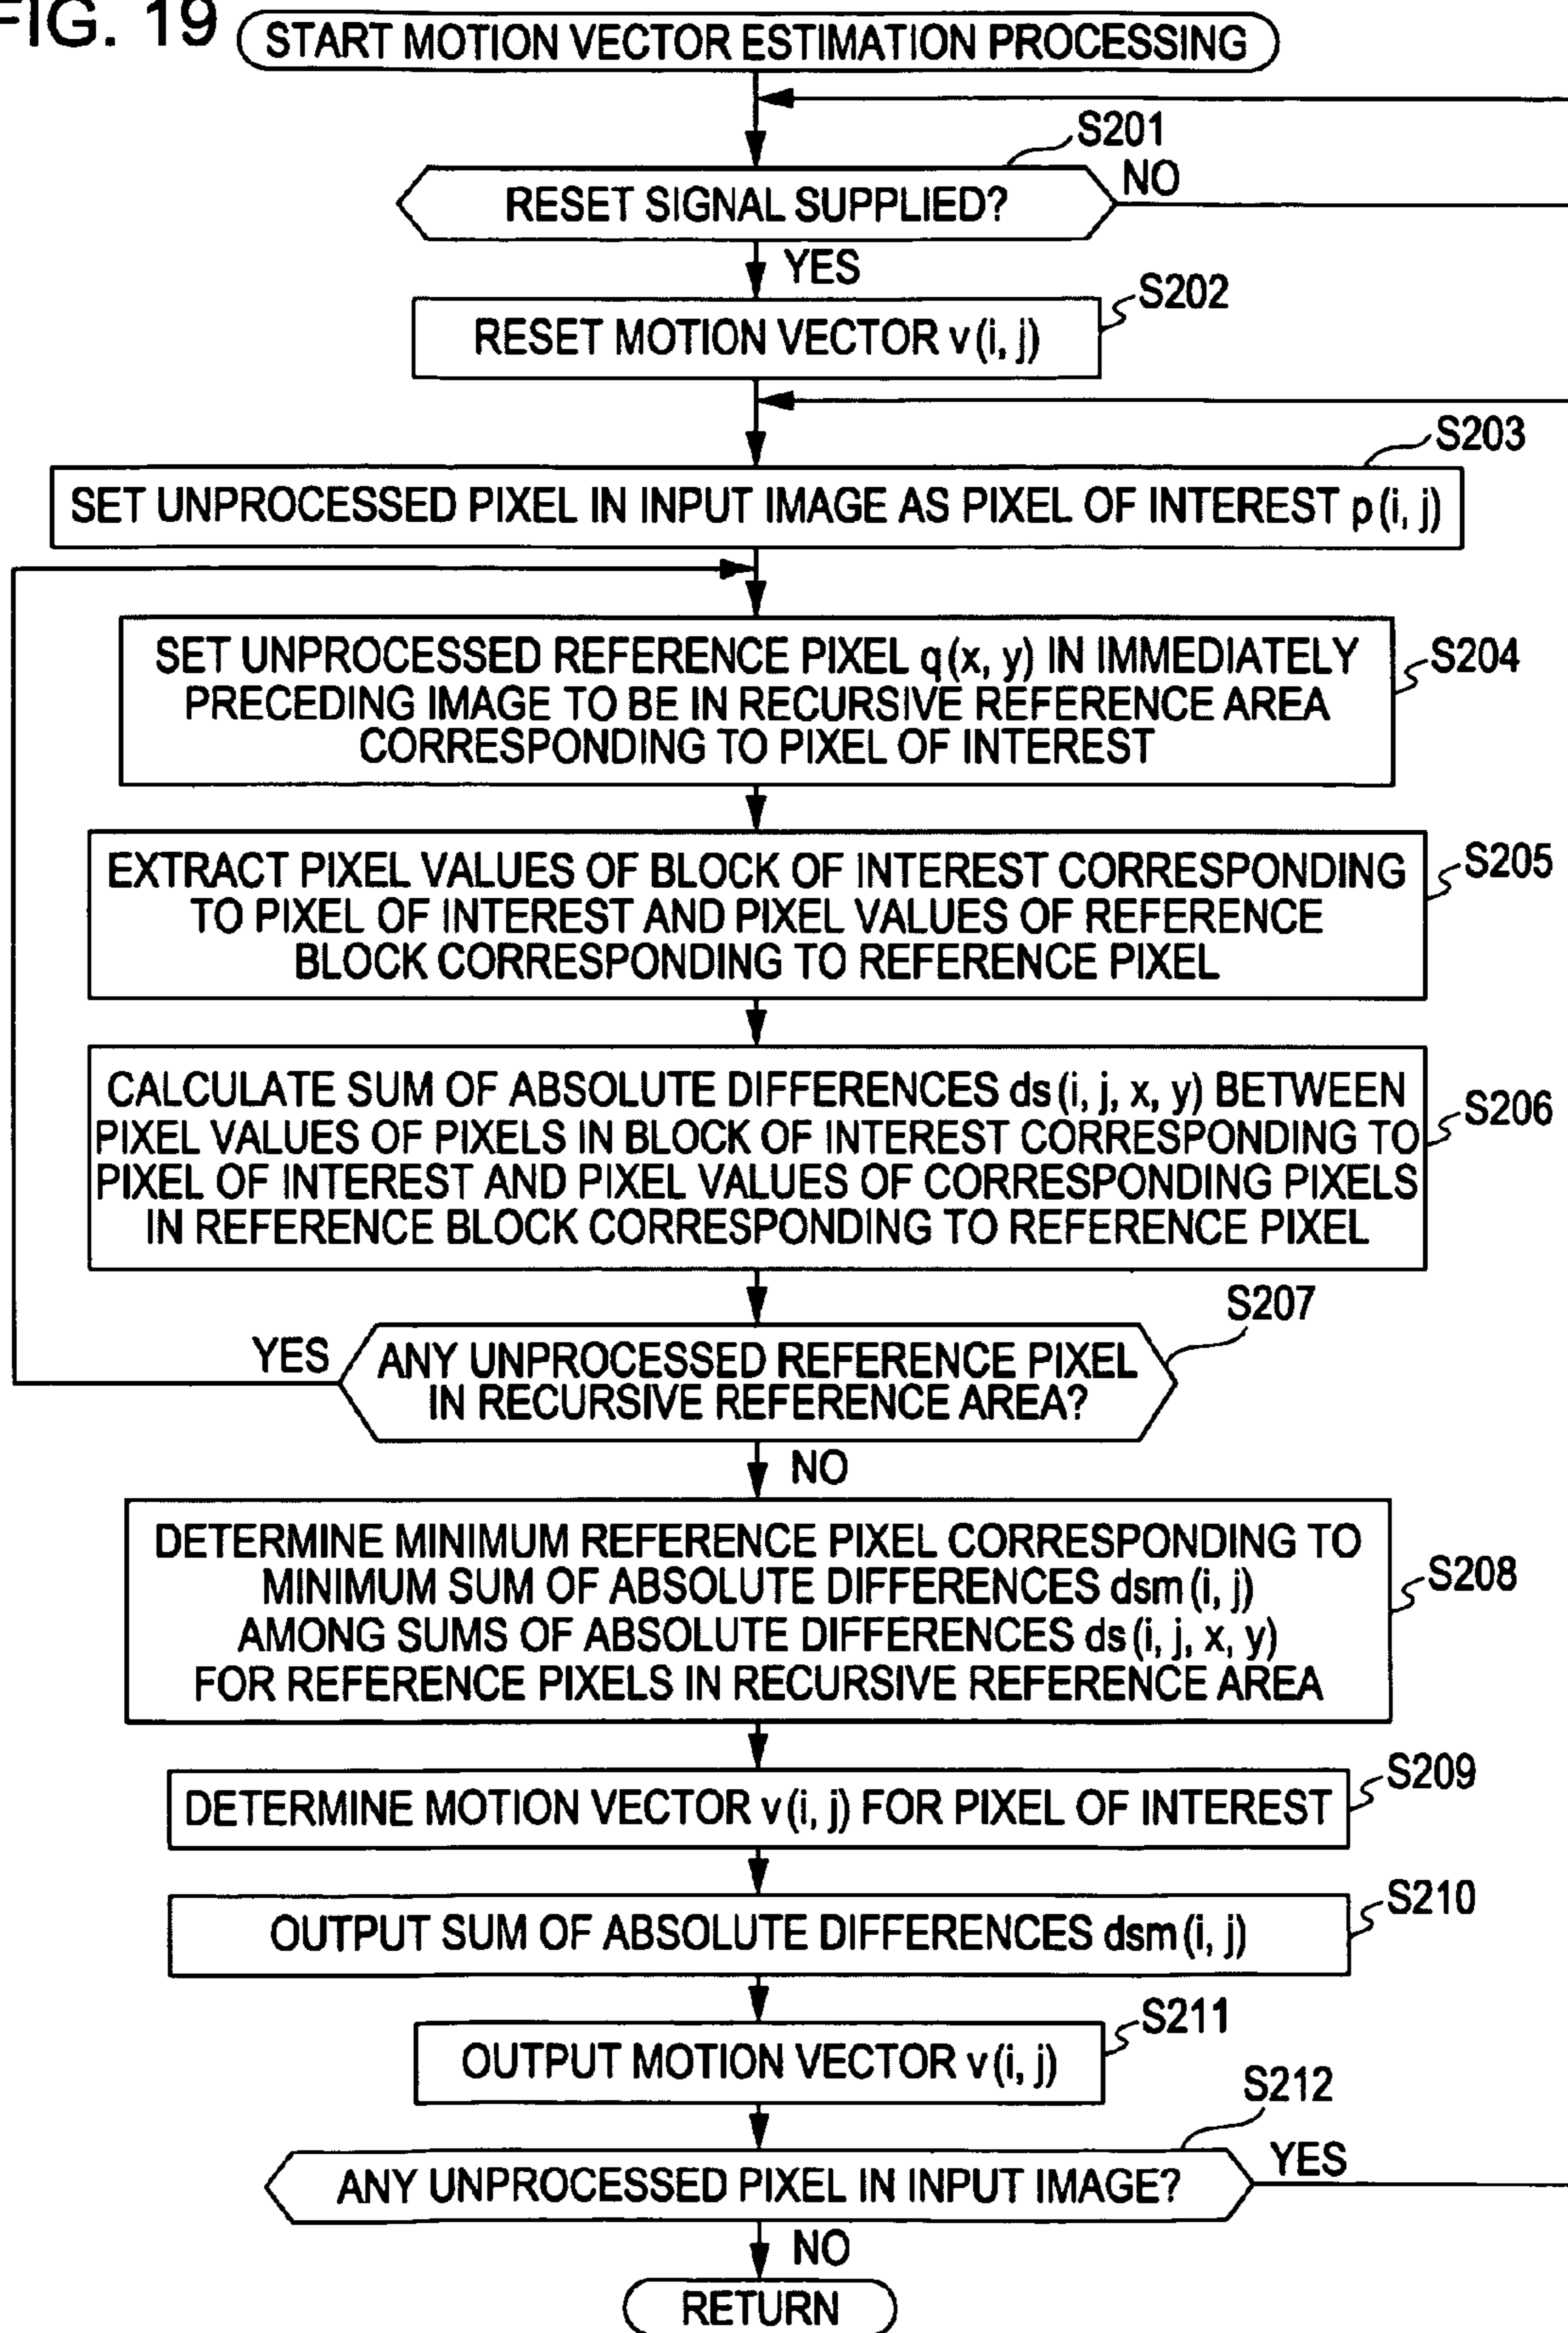 FIG. 19
START MOTION VECTOR ESTIMATION PROCESSING
S201
RESET SIGNAL SUPPLIED?
NO
YES
S202
RESET MOTION VECTOR v(i, j)
S203
SET UNPROCESSED PIXEL IN INPUT IMAGE AS PIXEL OF INTEREST p(i, j)
SET UNPROCESSED REFERENCE PIXEL q(x, y) IN IMMEDIATELY
PRECEDING IMAGE TO BE IN RECURSIVE REFERENCE AREA
CORRESPONDING TO PIXEL OF INTEREST
S204
EXTRACT PIXEL VALUES OF BLOCK OF INTEREST CORRESPONDING
TO PIXEL OF INTEREST AND PIXEL VALUES OF REFERENCE
BLOCK CORRESPONDING TO REFERENCE PIXEL
S205
CALCULATE SUM OF ABSOLUTE DIFFERENCES ds(i, j, x, y) BETWEEN
PIXEL VALUES OF PIXELS IN BLOCK OF INTEREST CORRESPONDING TO
PIXEL OF INTEREST AND PIXEL VALUES OF CORRESPONDING PIXELS
IN REFERENCE BLOCK CORRESPONDING TO REFERENCE PIXEL
S206
S207
YES
ANY UNPROCESSED REFERENCE PIXEL
IN RECURSIVE REFERENCE AREA?
NO
DETERMINE MINIMUM REFERENCE PIXEL CORRESPONDING TO
MINIMUM SUM OF ABSOLUTE DIFFERENCES dsm(i, j)
AMONG SUMS OF ABSOLUTE DIFFERENCES ds(i, j, x, y)
FOR REFERENCE PIXELS IN RECURSIVE REFERENCE AREA
S208
S209
DETERMINE MOTION VECTOR v(i, j) FOR PIXEL OF INTEREST
S210
OUTPUT SUM OF ABSOLUTE DIFFERENCES dsm(i, j)
S211
OUTPUT MOTION VECTOR v(i, j)
S212
ANY UNPROCESSED PIXEL IN INPUT IMAGE?
YES
NO
RETURN